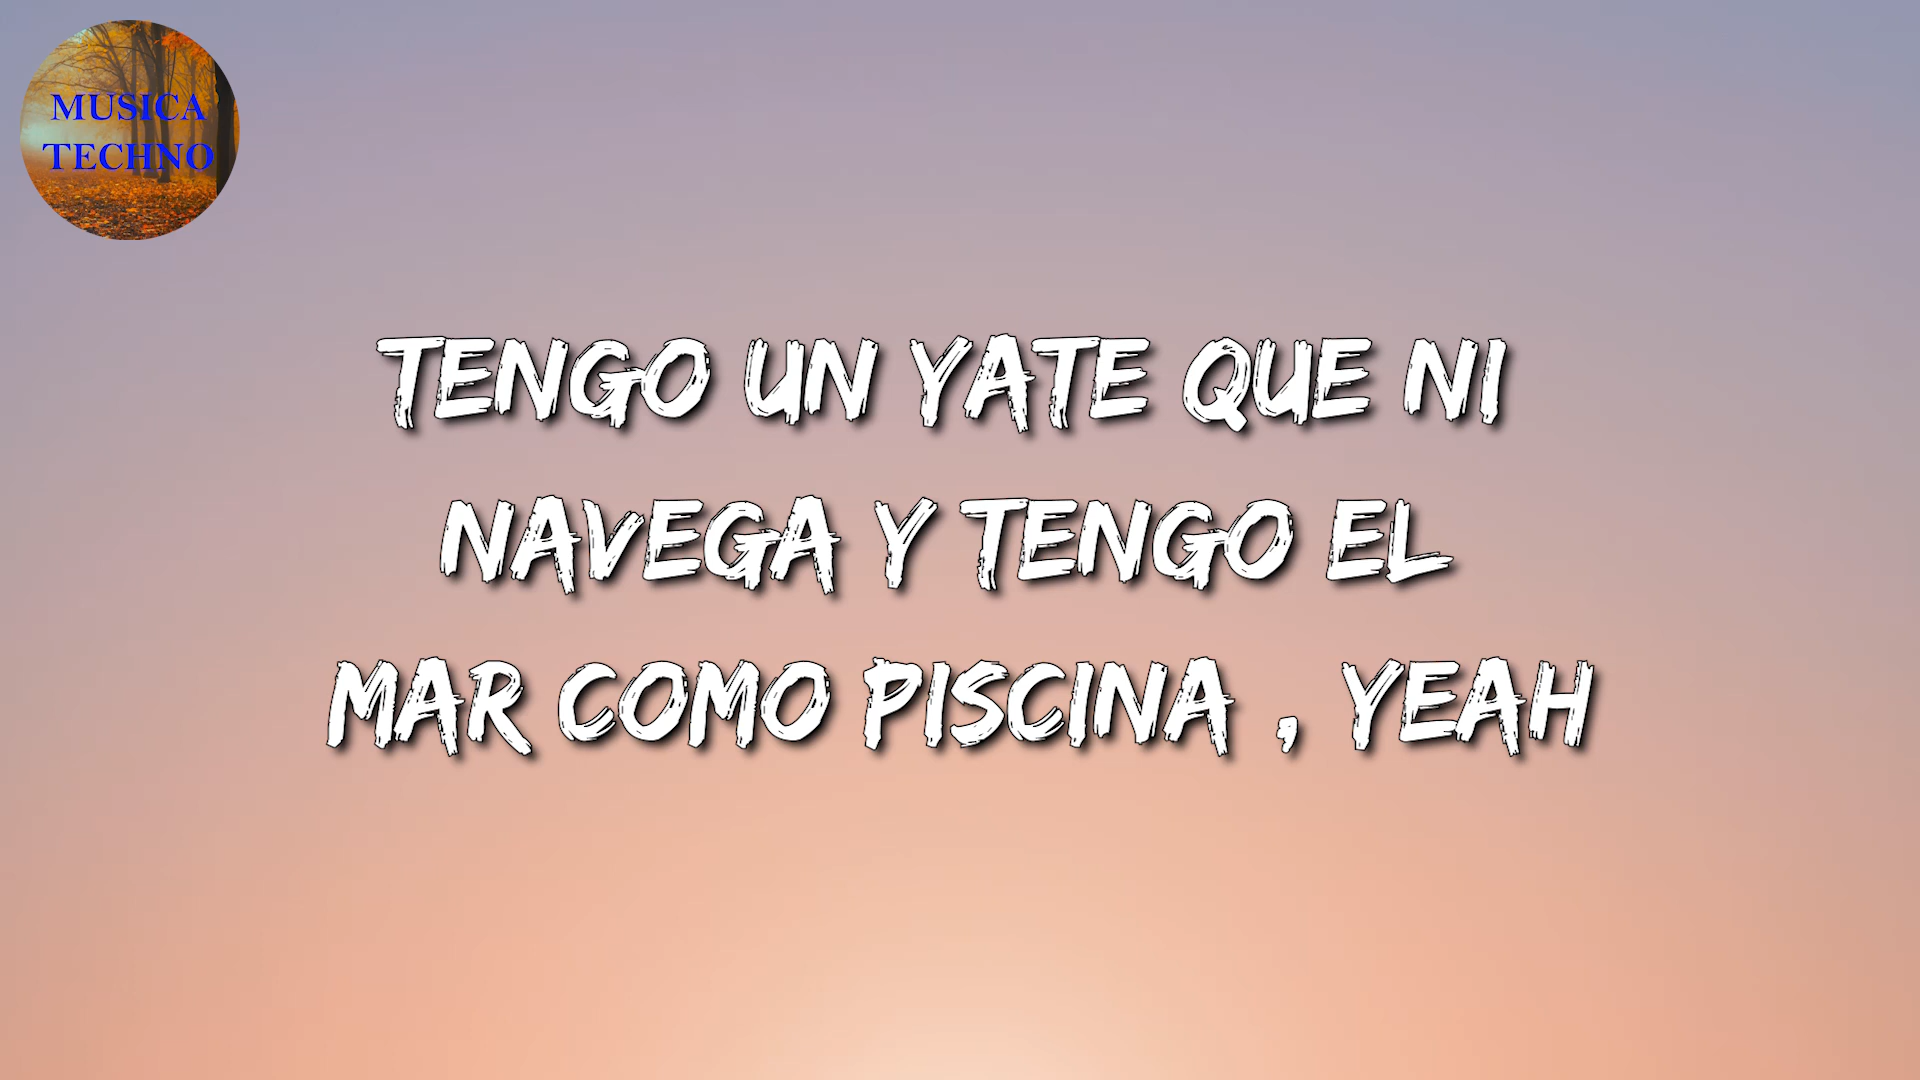 MUSICA
TECHNO
TENGO UN YATE QUE NI
NAVEGA Y TENGO EL
MAR COMO PISCINA , YEAH